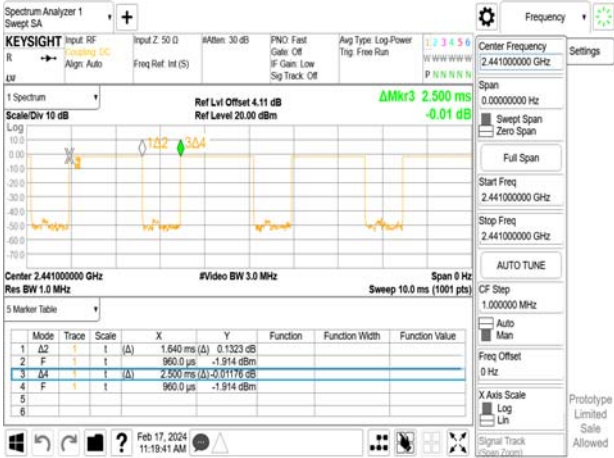 Spectrum Analyzer 1
Swept SA
Frequency
KEYSIGHT
Input: RF
Coupling: DC
Align: Auto
Input Z: 50 Ω
Freq Ref: Int (S)
#Atten: 30 dB
PNO: Fast
Gate: Off
IF Gain: Low
Sig Track: Off
Avg Type: Log-Power
Trig: Free Run
1 2 3 4 5 6
W W W W W W
P N N N N N
R
1 Spectrum
Scale/Div 10 dB
Ref Lvl Offset 4.11 dB
Ref Level 20.00 dBm
ΔMkr3 2.500 ms
-0.01 dB
Log
10.0
0.00
-10.0
-20.0
-30.0
-40.0
-50.0
-60.0
-70.0
1Δ2
3Δ4
Center 2.441000000 GHz
Res BW 1.0 MHz
#Video BW 3.0 MHz
Span 0 Hz
Sweep 10.0 ms (1001 pts)
5 Marker Table
Mode Trace Scale X Y Function Function Width Function Value
1 Δ2 1 t (Δ) 1.640 ms (Δ) 0.1323 dB
2 F 1 t 960.0 µs -1.914 dBm
3 Δ4 1 t (Δ) 2.500 ms (Δ) -0.01176 dB
4 F 1 t 960.0 µs -1.914 dBm
5
6
Feb 17, 2024
11:19:41 AM
Center Frequency
2.441000000 GHz
Settings
Span
0.00000000 Hz
Swept Span
Zero Span
Full Span
Start Freq
2.441000000 GHz
Stop Freq
2.441000000 GHz
AUTO TUNE
CF Step
1.000000 MHz
Auto
Man
Freq Offset
0 Hz
X Axis Scale
Log
Lin
Signal Track
(Span Zoom)
Prototype
Limited
Sale
Allowed